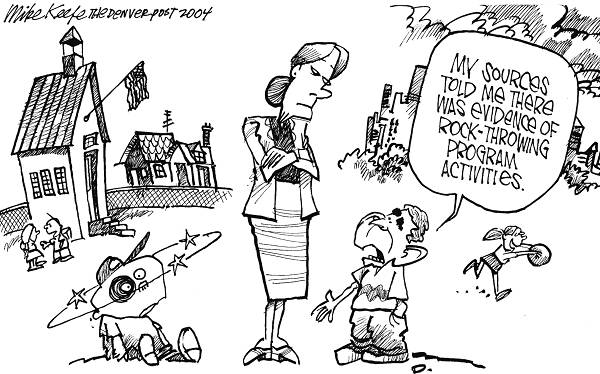 Mike Keefe THE DENVER POST 2004
MY SOURCES
TOLD ME THERE
WAS EVIDENCE OF
ROCK-THROWING
PROGRAM
ACTIVITIES.
D.